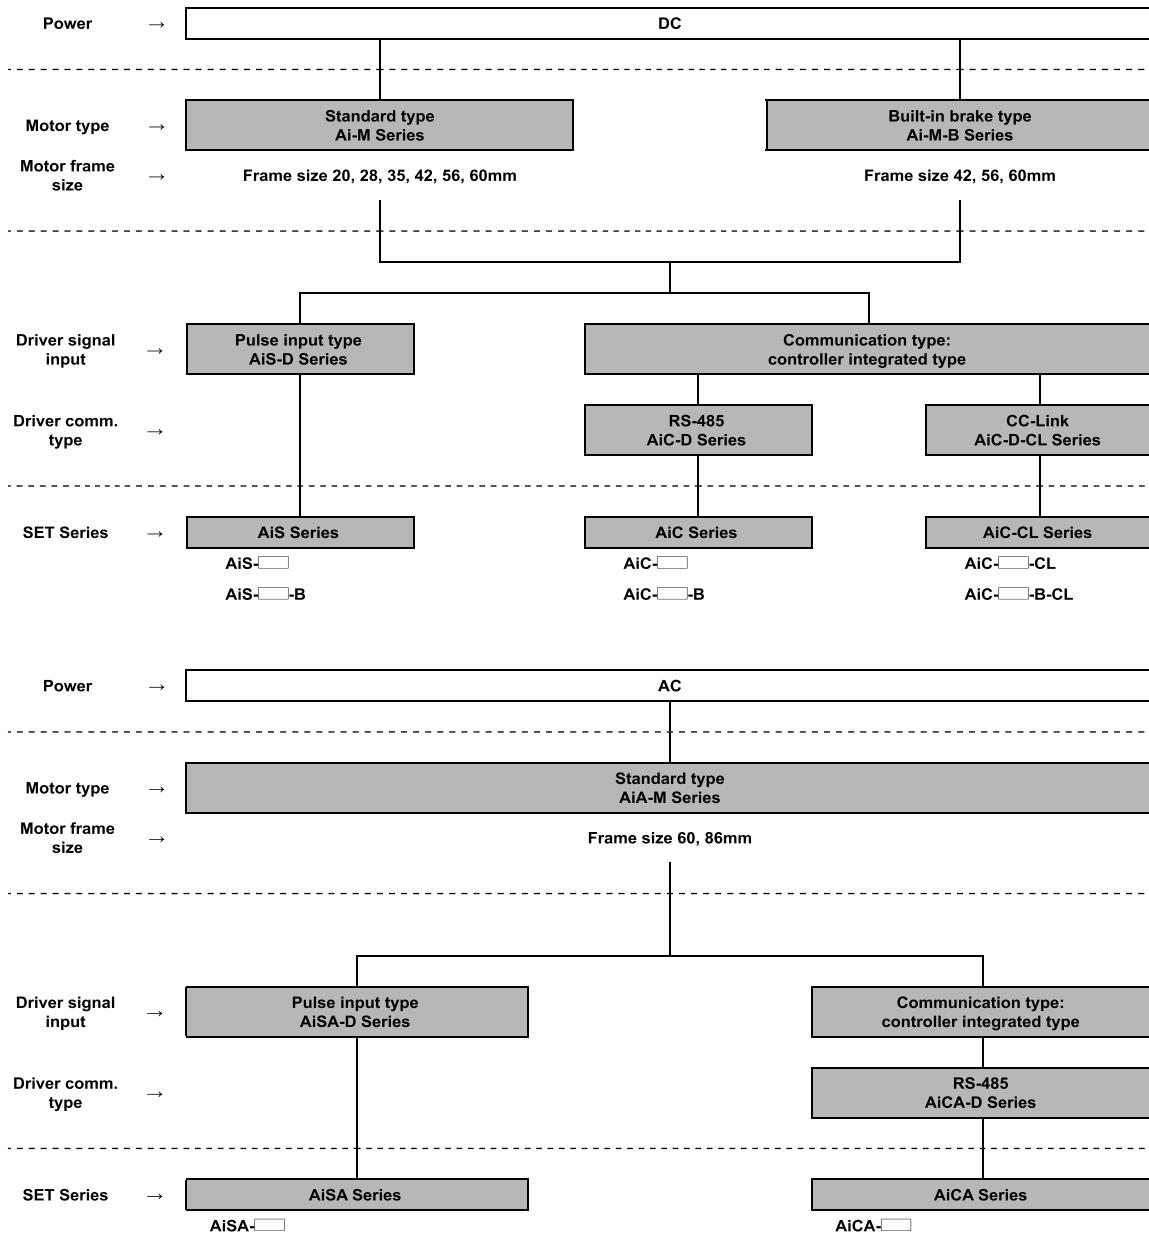 Power → DC
Motor type → Standard type
Ai-M Series
Built-in brake type
Ai-M-B Series
Motor frame
size → Frame size 20, 28, 35, 42, 56, 60mm
Frame size 42, 56, 60mm
Driver signal
input → Pulse input type
AiS-D Series
Communication type:
controller integrated type
Driver comm.
type → RS-485
AiC-D Series
CC-Link
AiC-D-CL Series
SET Series → AiS Series
AiC Series
AiC-CL Series
AiS-□
AiC-□
AiC-□-CL
AiS-□-B
AiC-□-B
AiC-□-B-CL
Power → AC
Motor type → Standard type
AiA-M Series
Motor frame
size → Frame size 60, 86mm
Driver signal
input → Pulse input type
AiSA-D Series
Communication type:
controller integrated type
Driver comm.
type → RS-485
AiCA-D Series
SET Series → AiSA Series
AiCA Series
AiSA-□
AiCA-□